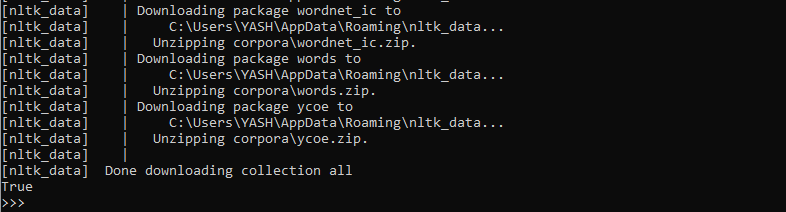 [nltk_data]    | Downloading package wordnet_ic to
[nltk_data]    |     C:\Users\YASH\AppData\Roaming\nltk_data...
[nltk_data]    |   Unzipping corpora\wordnet_ic.zip.
[nltk_data]    | Downloading package words to
[nltk_data]    |     C:\Users\YASH\AppData\Roaming\nltk_data...
[nltk_data]    |   Unzipping corpora\words.zip.
[nltk_data]    | Downloading package ycoe to
[nltk_data]    |     C:\Users\YASH\AppData\Roaming\nltk_data...
[nltk_data]    |   Unzipping corpora\ycoe.zip.
[nltk_data]    |
[nltk_data]  Done downloading collection all
True
>>>